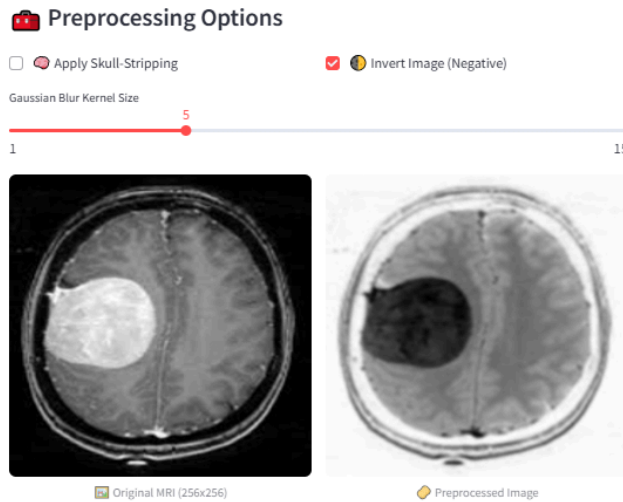 🧰 Preprocessing Options
🧠 Apply Skull-Stripping
🌓 Invert Image (Negative)
Gaussian Blur Kernel Size
5
1
15
🖼️ Original MRI (256x256)
Preprocessed Image